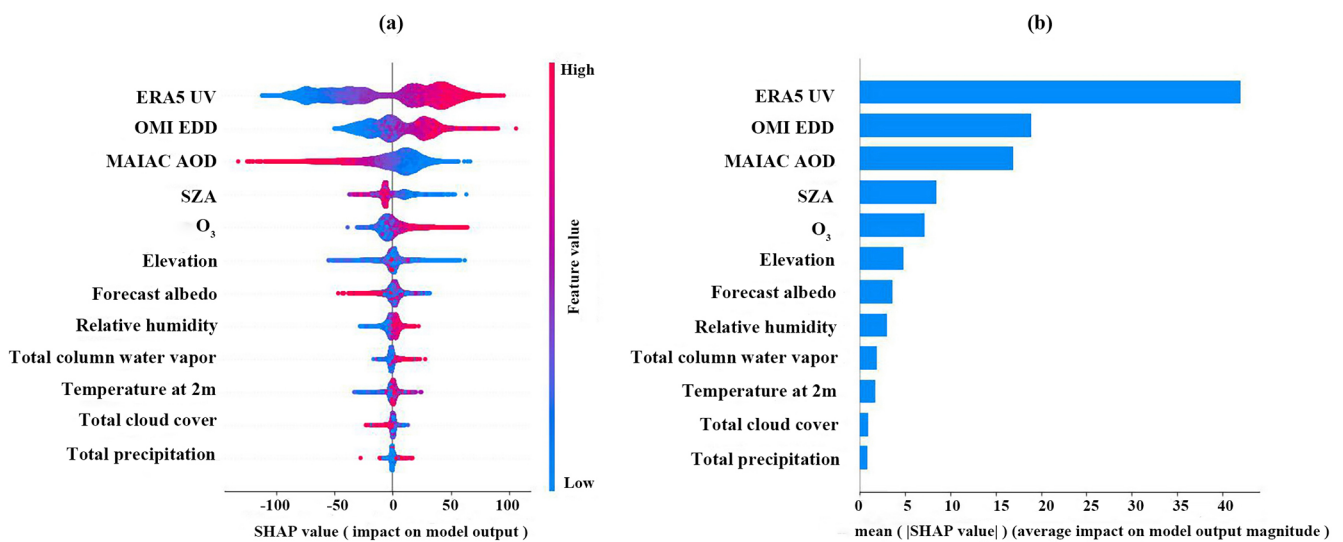 (a)
ERA5 UV
OMI EDD
MAIAC AOD
SZA
O3
Elevation
Forecast albedo
Relative humidity
Total column water vapor
Temperature at 2m
Total cloud cover
Total precipitation
-100 -50 0 50 100
SHAP value ( impact on model output )
High
Feature value
Low
(b)
ERA5 UV
OMI EDD
MAIAC AOD
SZA
O3
Elevation
Forecast albedo
Relative humidity
Total column water vapor
Temperature at 2m
Total cloud cover
Total precipitation
0 5 10 15 20 25 30 35 40
mean ( |SHAP value| ) (average impact on model output magnitude )